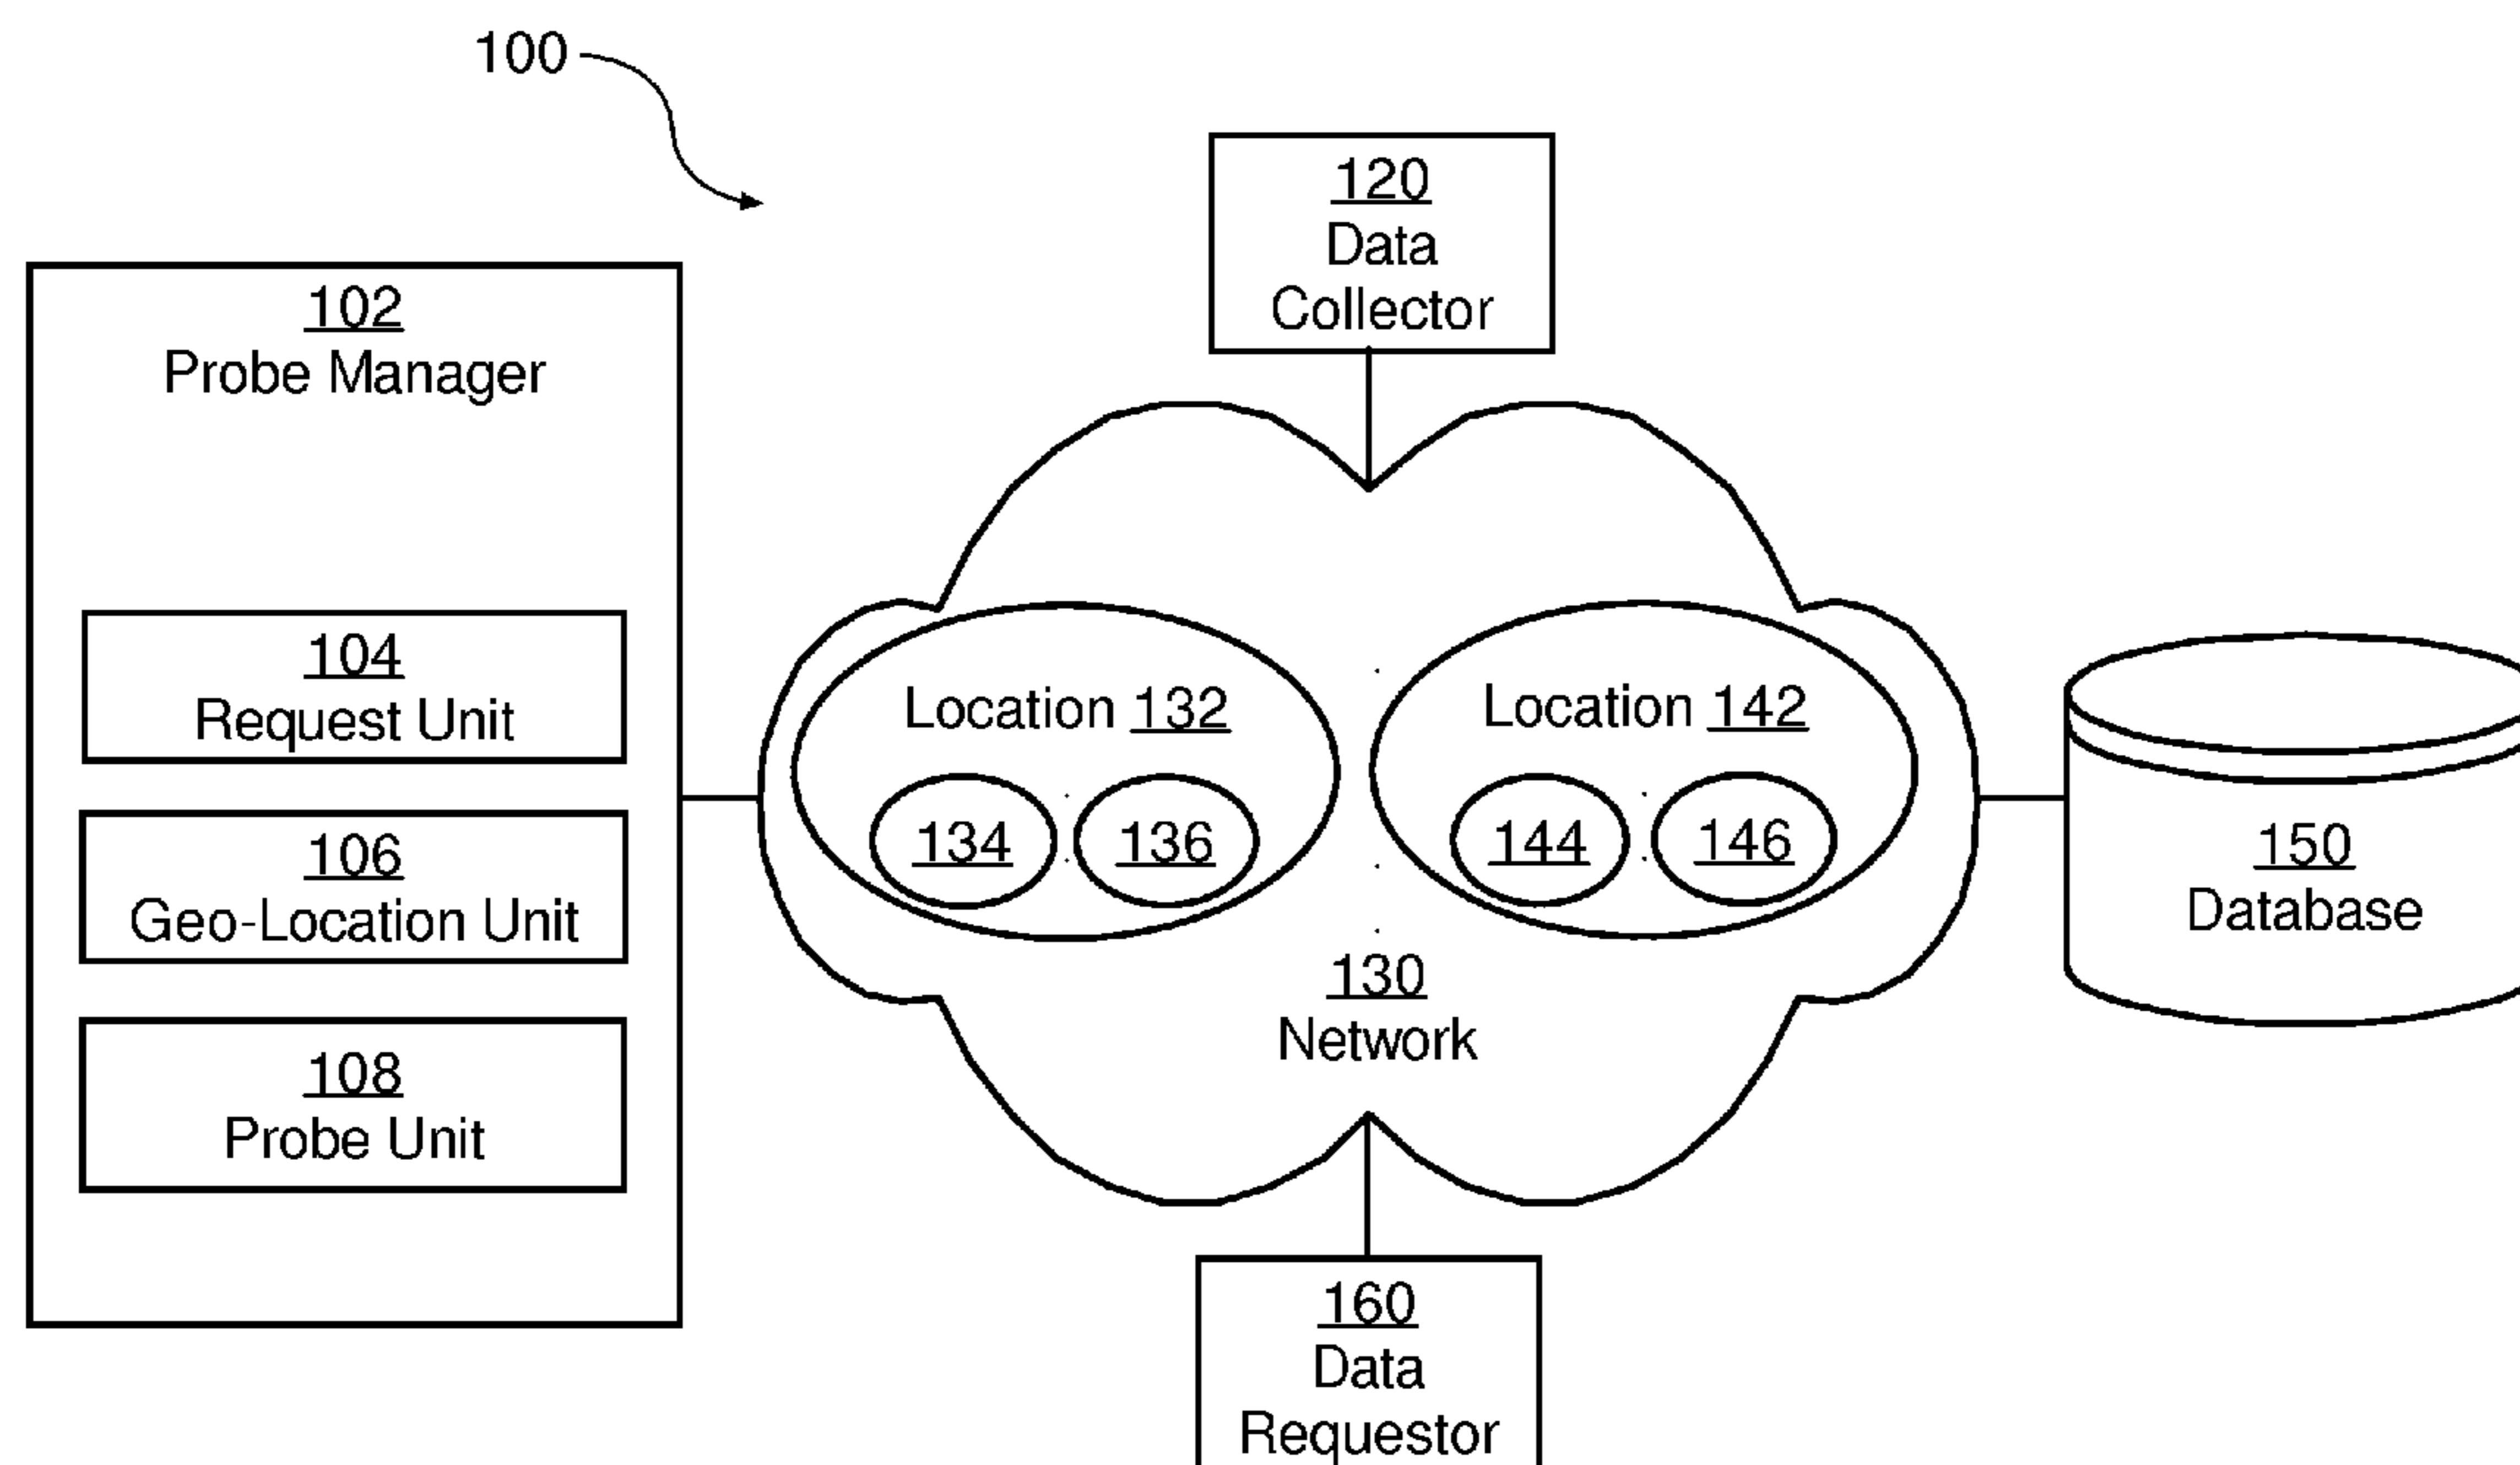 100
120
Data
Collector
102
Probe Manager
104
Request Unit
106
Geo-Location Unit
108
Probe Unit
Location 132
134
136
Location 142
144
146
130
Network
150
Database
160
Data
Requestor